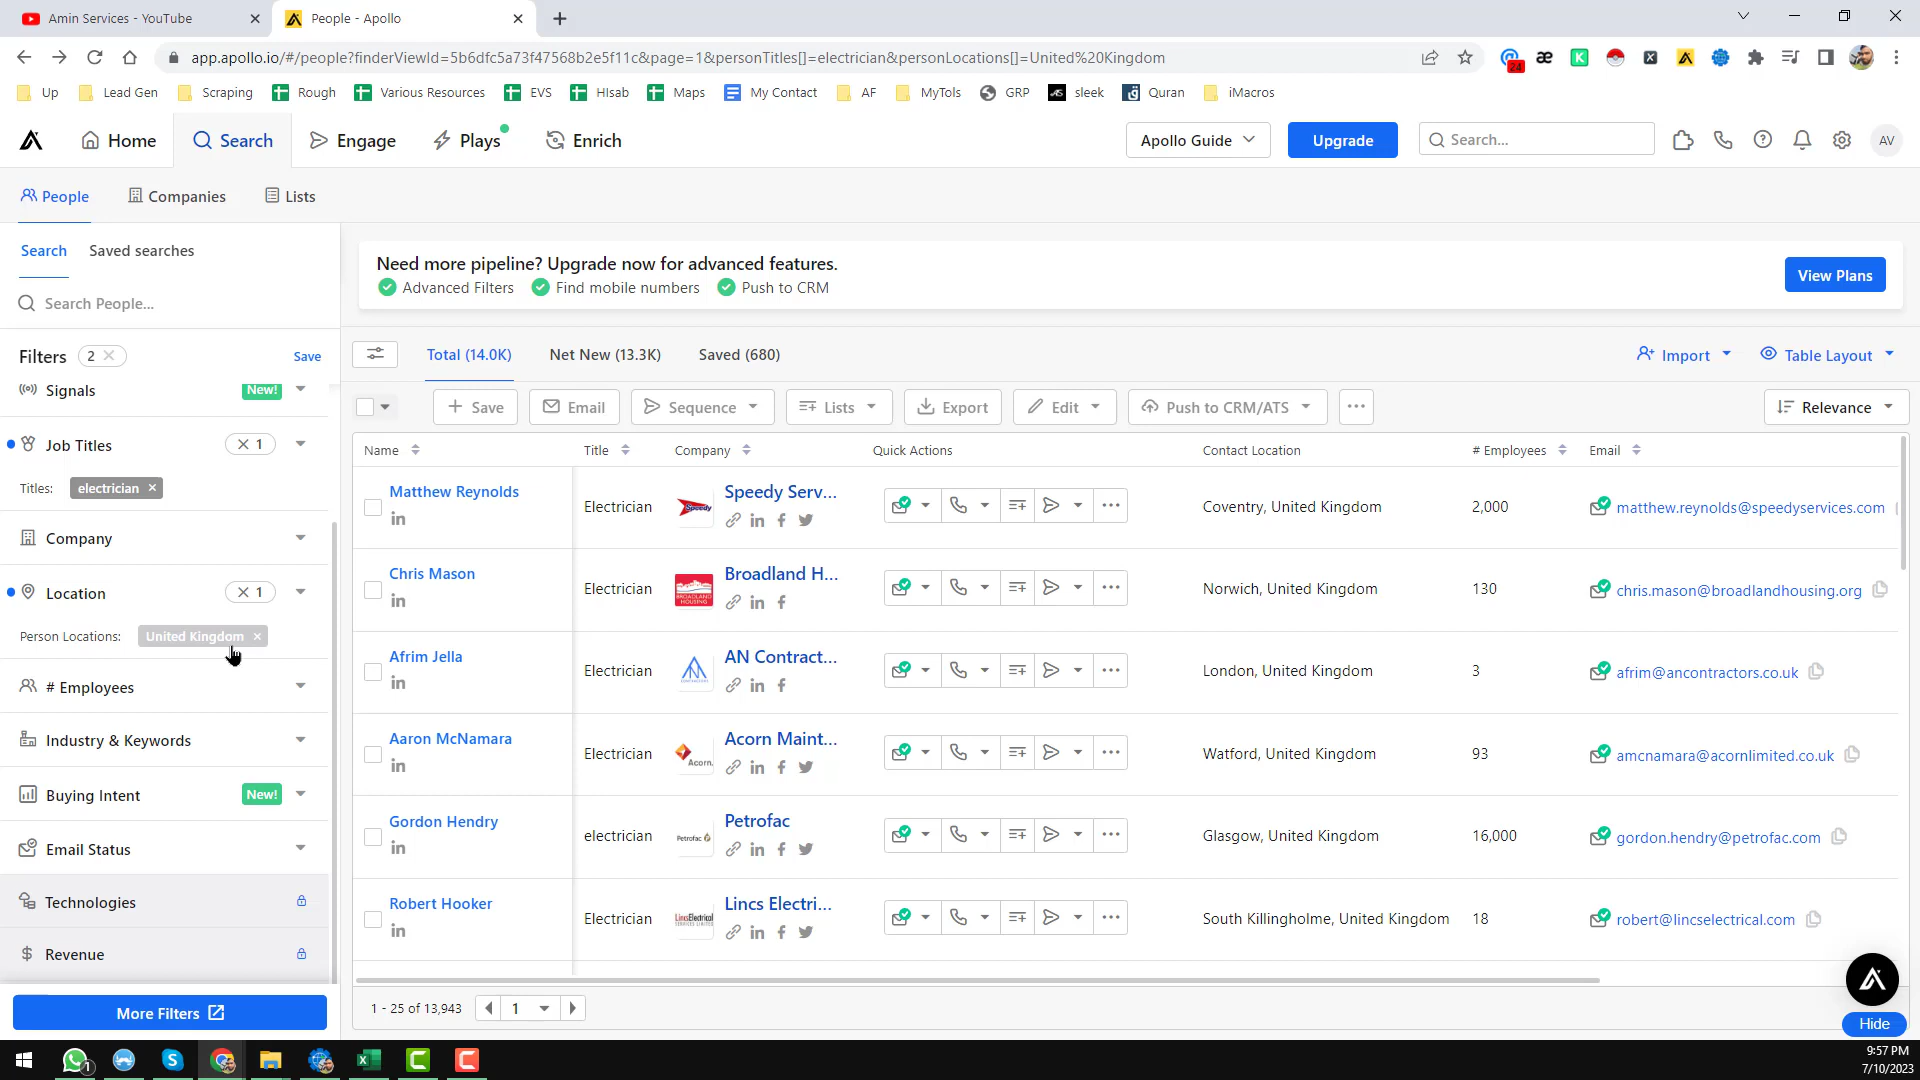 Amin Services - YouTube
People - Apollo
app.apollo.io/#/people?finderViewId=5b6dfc5a73f47568b2e5f11c&page=1&personTitles[]=electrician&personLocations[]=United%20Kingdom
24
Up
Lead Gen
Scraping
Rough
Various Resources
EVS
HIsab
Maps
My Contact
AF
MyTols
GRP
sleek
Quran
iMacros
Home
Search
Engage
Plays
Enrich
Apollo Guide
Upgrade
Search...
AV
People
Companies
Lists
Search
Saved searches
Search People...
Filters
2
Save
Signals
New!
Job Titles
1
Titles:
electrician
Company
Location
1
Person Locations:
United Kingdom
# Employees
Industry & Keywords
Buying Intent
New!
Email Status
Technologies
Revenue
More Filters
Need more pipeline? Upgrade now for advanced features.
Advanced Filters
Find mobile numbers
Push to CRM
View Plans
Total (14.0K)
Net New (13.3K)
Saved (680)
Import
Table Layout
Save
Email
Sequence
Lists
Export
Edit
Push to CRM/ATS
Relevance
Name
Title
Company
Quick Actions
Contact Location
# Employees
Email
Matthew Reynolds
Electrician
Speedy
Speedy Serv...
Coventry, United Kingdom
2,000
matthew.reynolds@speedyservices.com
Chris Mason
Electrician
BROADLAND HOUSING
Broadland H...
Norwich, United Kingdom
130
chris.mason@broadlandhousing.org
Afrim Jella
Electrician
AN Contract...
London, United Kingdom
3
afrim@ancontractors.co.uk
Aaron McNamara
Electrician
Acorn.
Acorn Maint...
Watford, United Kingdom
93
amcnamara@acornlimited.co.uk
Gordon Hendry
electrician
Petrofac
Petrofac
Glasgow, United Kingdom
16,000
gordon.hendry@petrofac.com
Robert Hooker
Electrician
LincsElectrical
Lincs Electri...
South Killingholme, United Kingdom
18
robert@lincselectrical.com
1 - 25 of 13,943
1
Hide
1
9:57 PM
7/10/2023